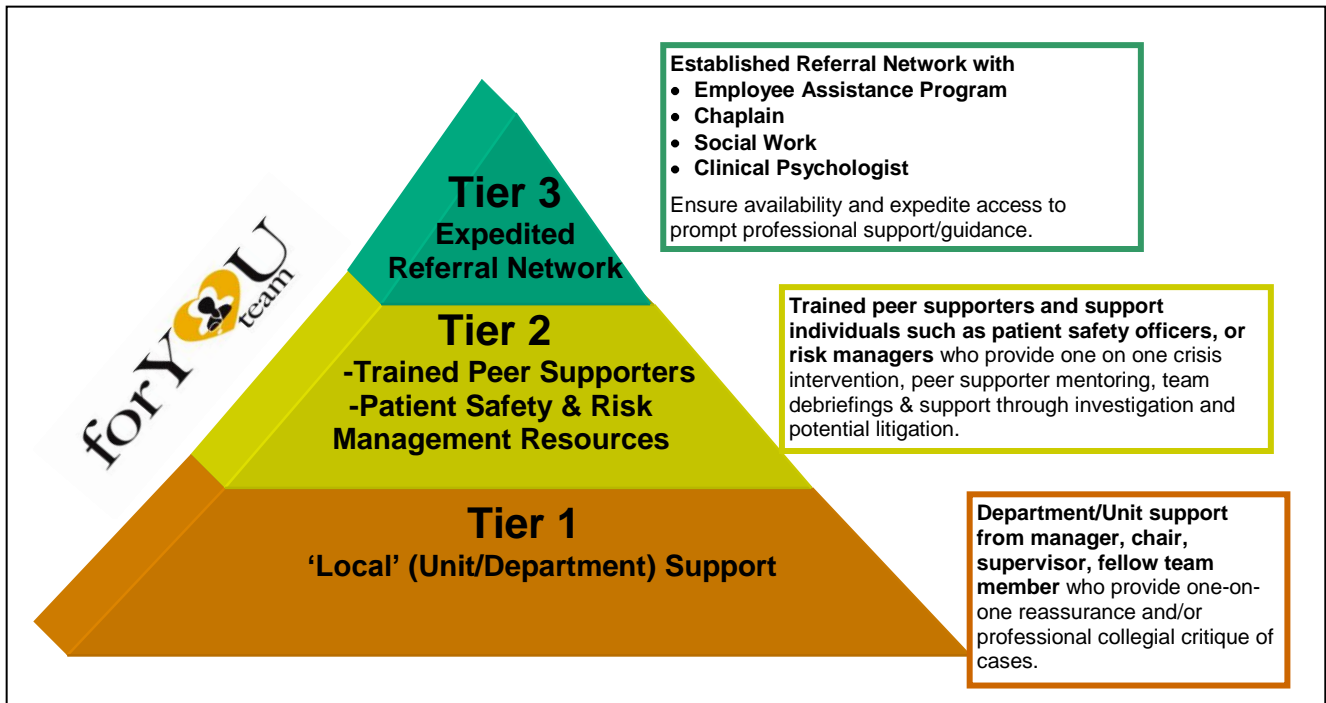 Established Referral Network with
• Employee Assistance Program
• Chaplain
• Social Work
• Clinical Psychologist
Ensure availability and expedite access to
prompt professional support/guidance.
Tier 3
Expedited
Referral Network
forYOU
team
Trained peer supporters and support
individuals such as patient safety officers, or
risk managers who provide one on one crisis
intervention, peer supporter mentoring, team
debriefings & support through investigation and
potential litigation.
Tier 2
-Trained Peer Supporters
-Patient Safety & Risk
Management Resources
Tier 1
‘Local’ (Unit/Department) Support
Department/Unit support
from manager, chair,
supervisor, fellow team
member who provide one-on-
one reassurance and/or
professional collegial critique of
cases.